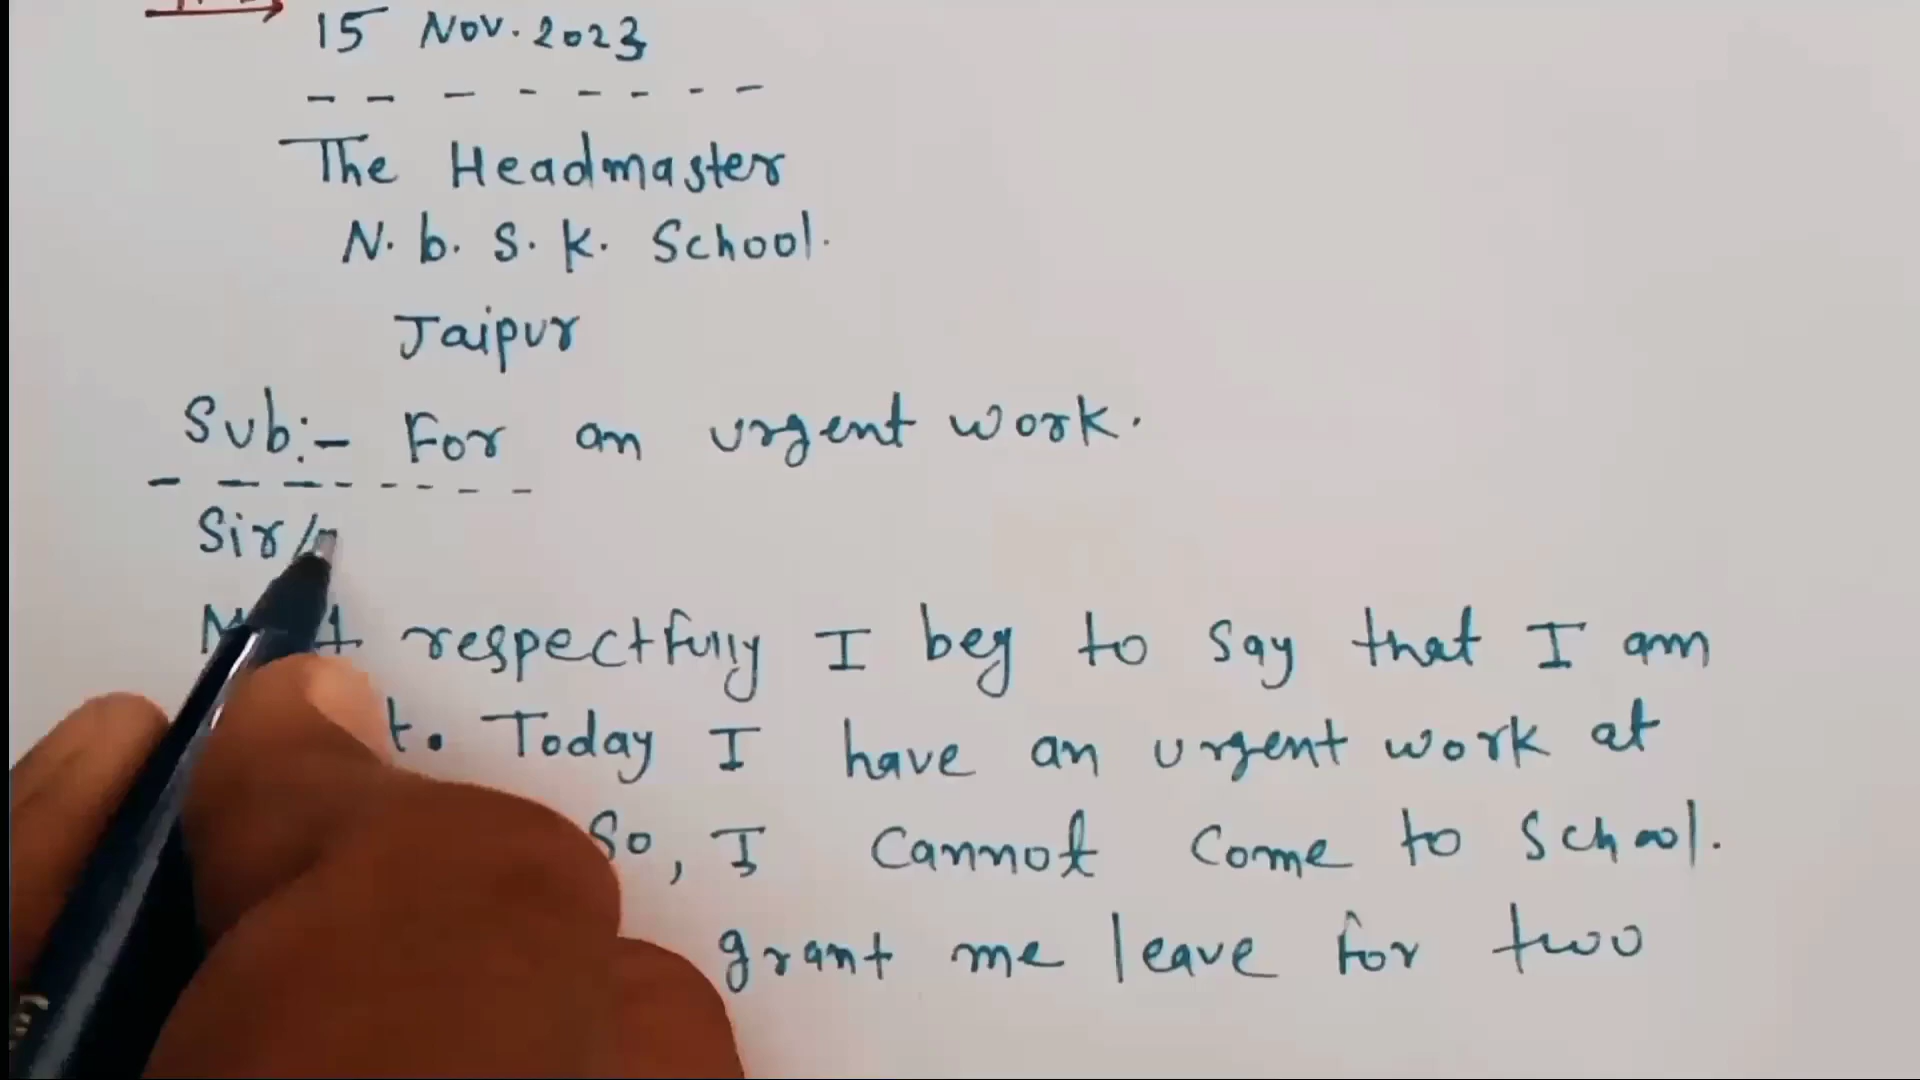 15 Nov. 2023
The Headmaster
N. b. S. K. School.
Jaipur
Sub:- For an urgent work.
Sir/
respectfully I beg to say that I am
Today I have an urgent work at
So, I cannot come to school.
grant me leave for two